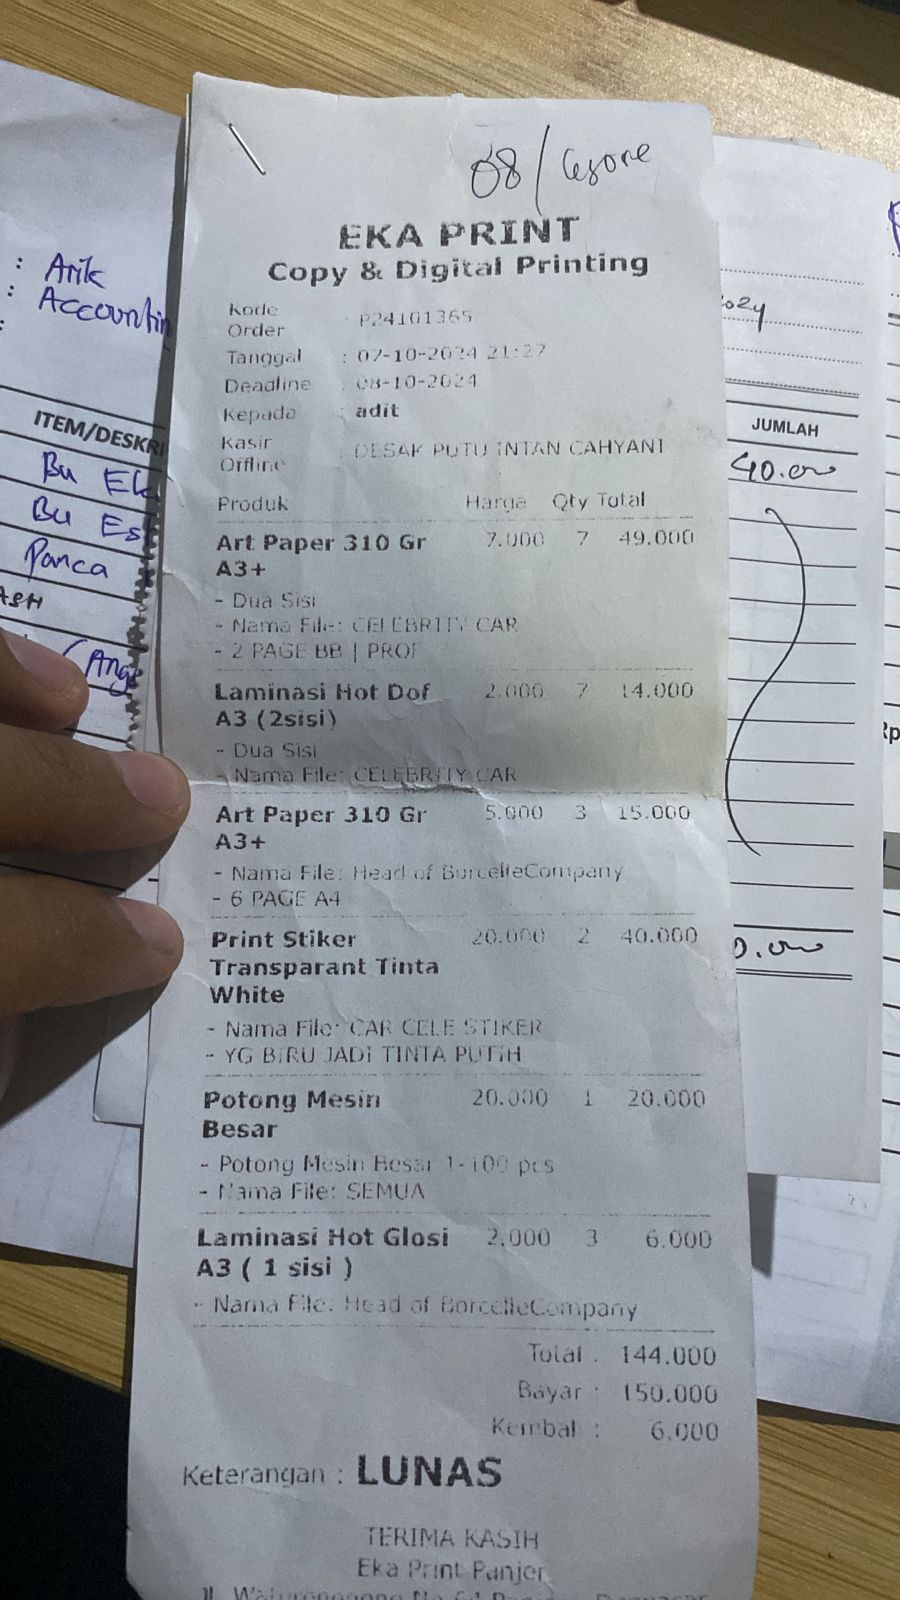 08/
EKA PRINT
Copy & Digital Printing
Kode Order : P24101365
Tanggal : 07-10-2024 21:27
Deadline : 08-10-2024
Kepada : adit
Kasir Offline : DESAK PUTU INTAN CAHYANI
Produk Harga Qty Total
Art Paper 310 Gr 7.000 7 49.000
A3+
- Dua Sisi
- Nama File: CELEBRITY CAR
- 2 PAGE BB | PROF
Laminasi Hot Dof 2.000 7 14.000
A3 (2sisi)
- Dua Sisi
- Nama File: CELEBRITY CAR
Art Paper 310 Gr 5.000 3 15.000
A3+
- Nama File: Head of BorcelleCompany
- 6 PAGE A4
Print Stiker 20.000 2 40.000
Transparant Tinta
White
- Nama File: CAR CELE STIKER
- YG BIRU JADI TINTA PUTIH
Potong Mesin 20.000 1 20.000
Besar
- Potong Mesin Besar 1-100 pcs
- Nama File: SEMUA
Laminasi Hot Glosi 2.000 3 6.000
A3 ( 1 sisi )
- Nama File: Head of BorcelleCompany
Total : 144.000
Bayar : 150.000
Kembali : 6.000
Keterangan : LUNAS
TERIMA KASIH
Eka Print Panjer
: Arik
: Accountin
ITEM/DESKRI
Bu Ek
Bu Es
Panca
ASH
JUMLAH
40.000
Rp